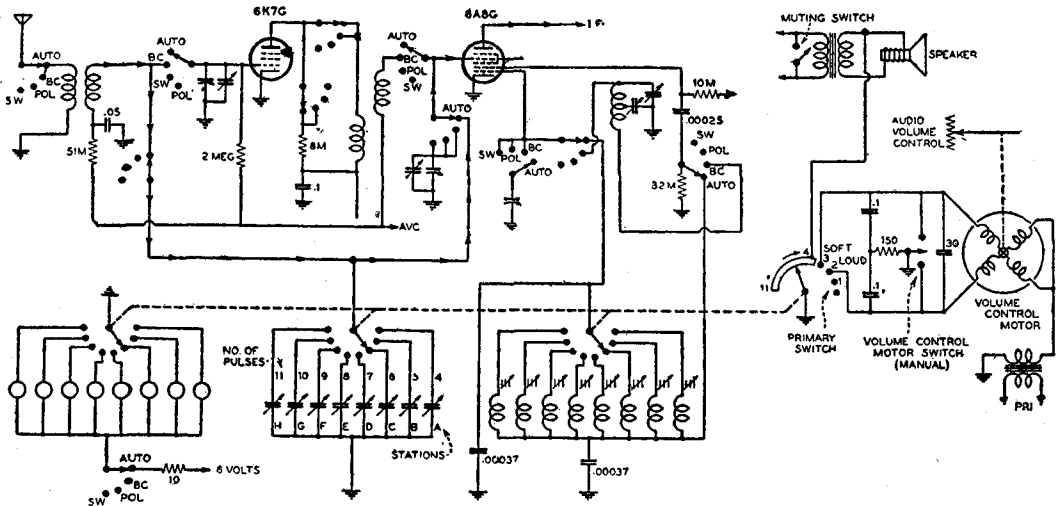 6K7G
6A8G
I F.
MUTING SWITCH
SPEAKER
AUTO
BC
POL
SW
AUTO
BC
SW
POL
AUTO
BC
POL
SW
10M
.00025
SW
POL
BC
AUTO
AUDIO
VOLUME
CONTROL
.05
51M
2 MEG
8M
.1
AUTO
SW
POL
BC
AUTO
32M
AVC
4
3
SOFT
2
LOUD
1
11
.1
150
.1
30
PRIMARY
SWITCH
VOLUME CONTROL
MOTOR SWITCH
(MANUAL)
VOLUME
CONTROL
MOTOR
PRI
NO. OF
PULSES-
11 10 9 8 7 6 5 4
H G F E D C B A
STATIONS-
.00037
.00037
AUTO
BC
POL
SW
10
6 VOLTS